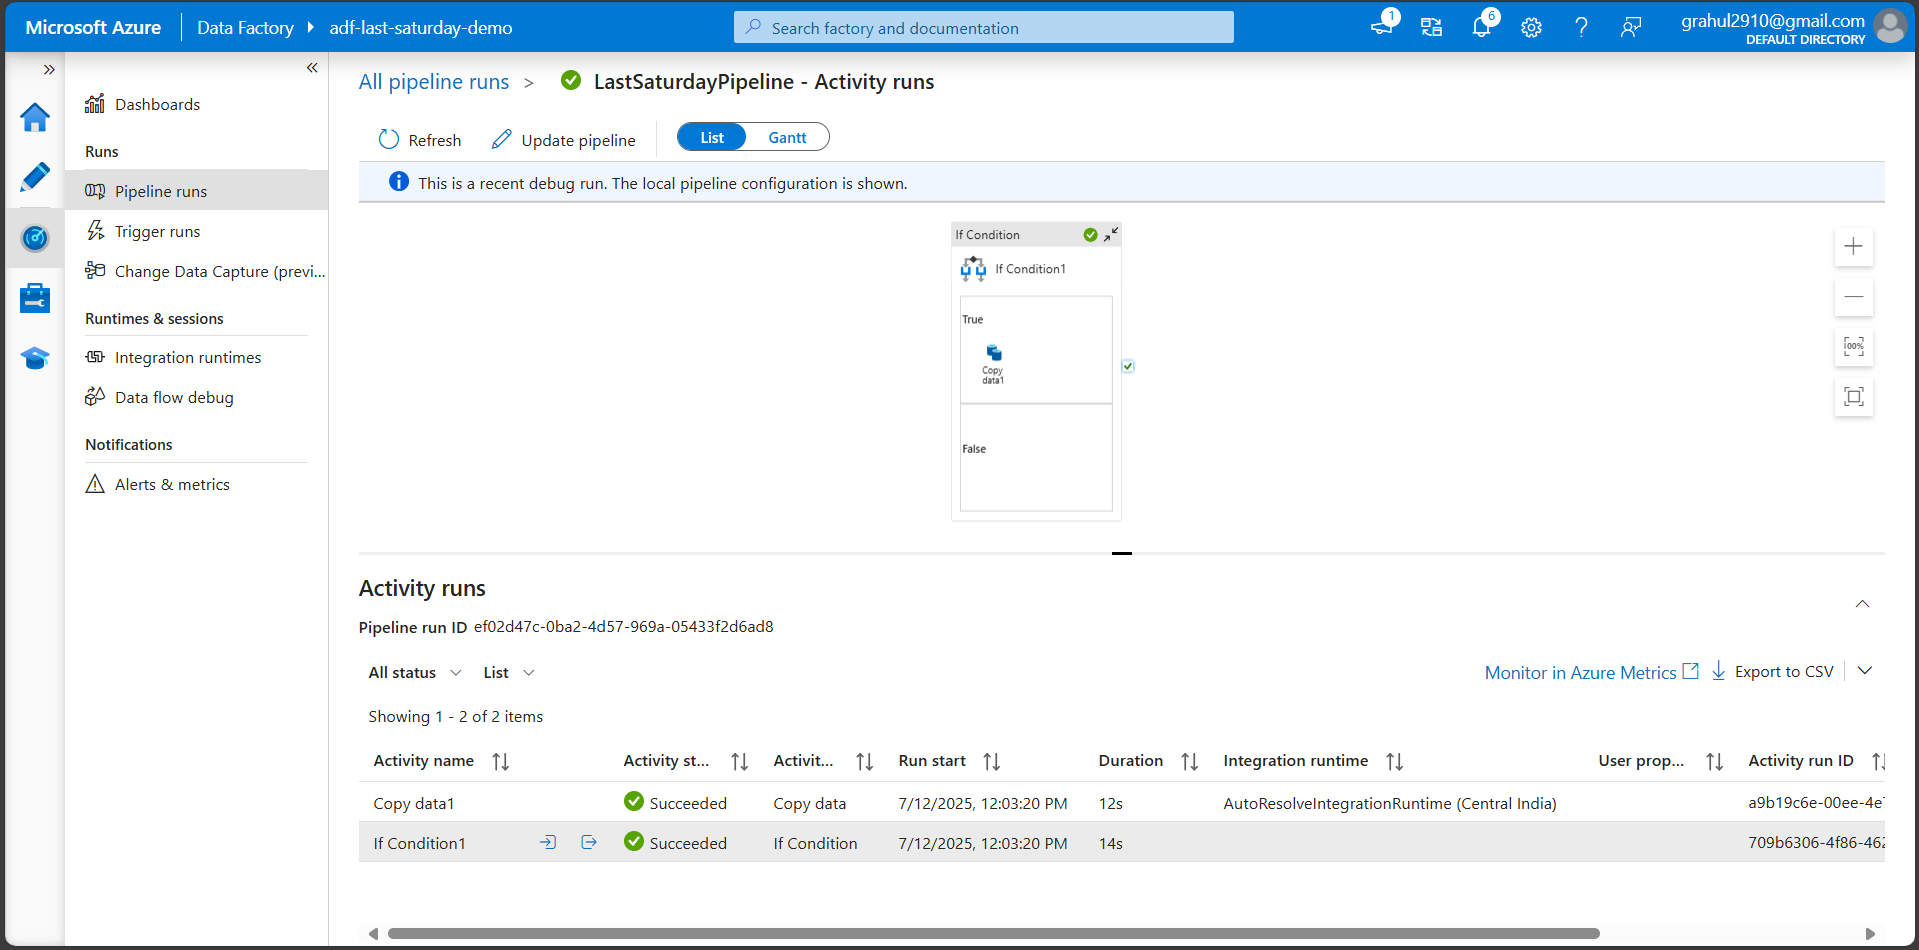 Microsoft Azure
Data Factory
adf-last-saturday-demo
Search factory and documentation
1
6
grahul2910@gmail.com
DEFAULT DIRECTORY
Dashboards
Runs
Pipeline runs
Trigger runs
Change Data Capture (previ...
Runtimes & sessions
Integration runtimes
Data flow debug
Notifications
Alerts & metrics
All pipeline runs > LastSaturdayPipeline - Activity runs
Refresh
Update pipeline
List
Gantt
This is a recent debug run. The local pipeline configuration is shown.
If Condition
If Condition1
True
Copy
data1
False
100%
Activity runs
Pipeline run ID ef02d47c-0ba2-4d57-969a-05433f2d6ad8
All status
List
Monitor in Azure Metrics
Export to CSV
Showing 1 - 2 of 2 items
Activity name Activity st... Activit... Run start Duration Integration runtime User prop... Activity run ID
Copy data1 Succeeded Copy data 7/12/2025, 12:03:20 PM 12s AutoResolveIntegrationRuntime (Central India) a9b19c6e-00ee-4e
If Condition1 Succeeded If Condition 7/12/2025, 12:03:20 PM 14s 709b6306-4f86-462